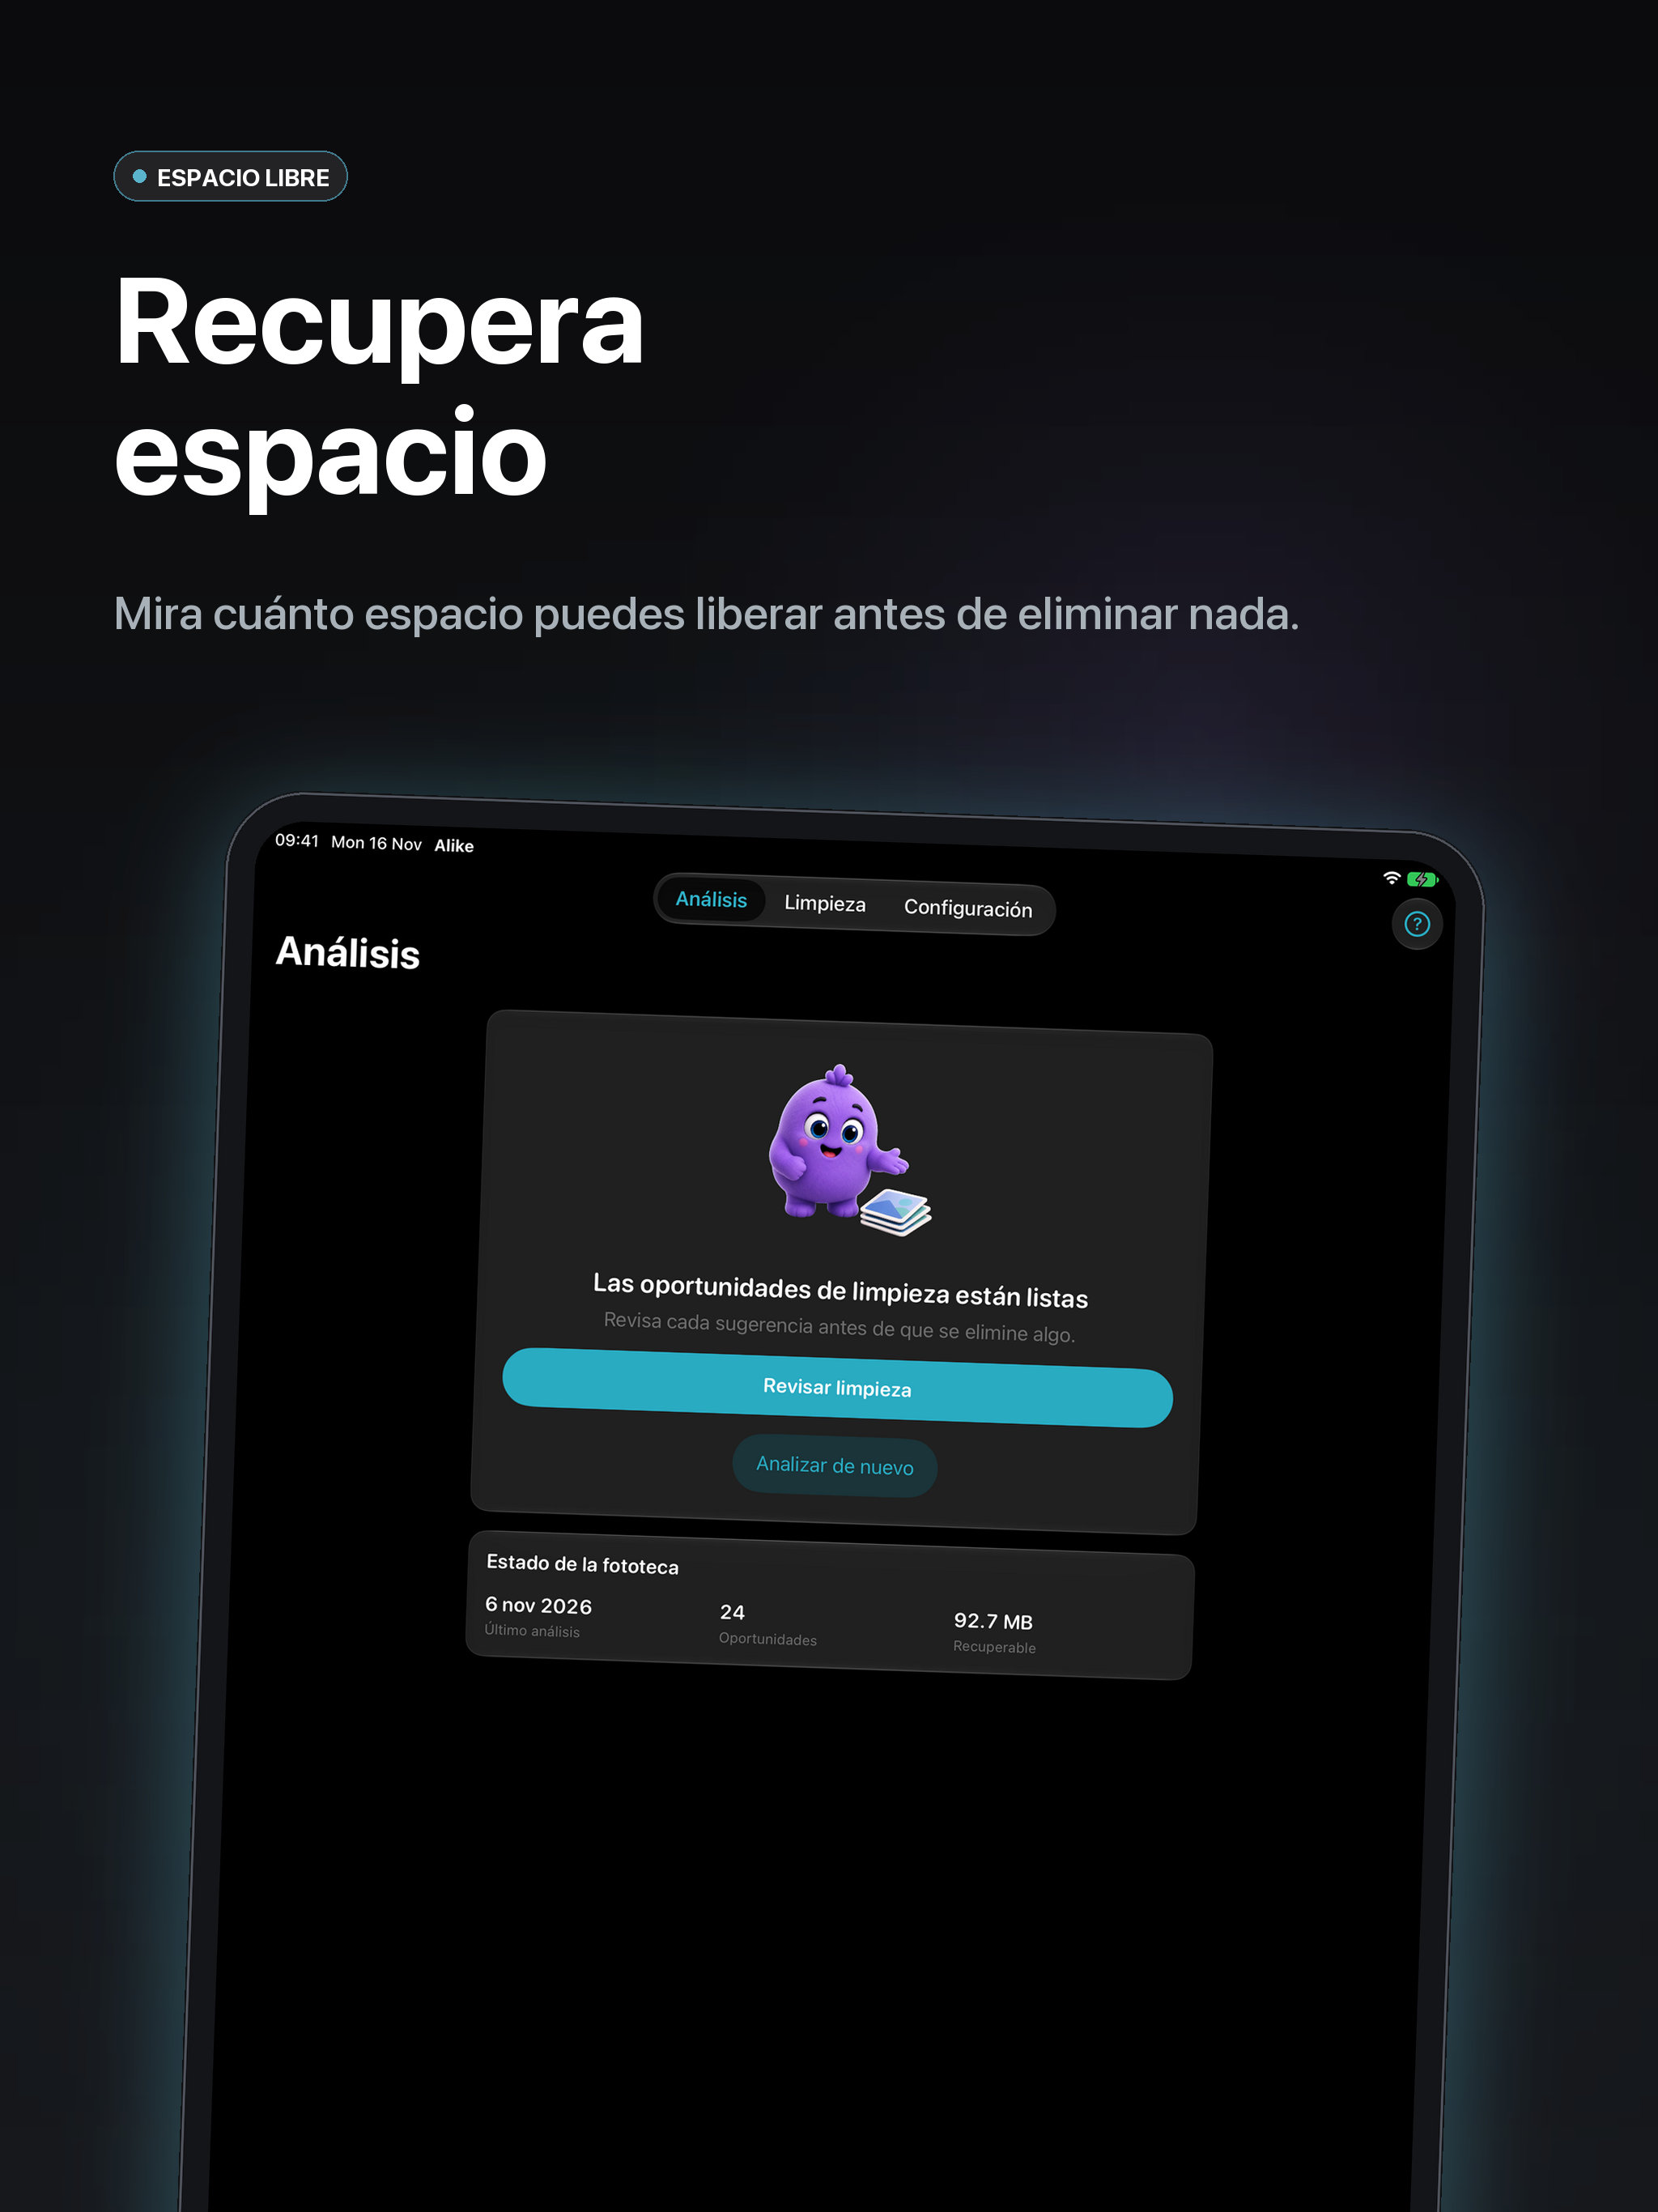 ESPACIO LIBRE
Recupera
espacio
Mira cuánto espacio puedes liberar antes de eliminar nada.
09:41 Mon 16 Nov Alike
Análisis Limpieza Configuración
?
Análisis
Las oportunidades de limpieza están listas
Revisa cada sugerencia antes de que se elimine algo.
Revisar limpieza
Analizar de nuevo
Estado de la fototeca
6 nov 2026 24 92.7 MB
Último análisis Oportunidades Recuperable